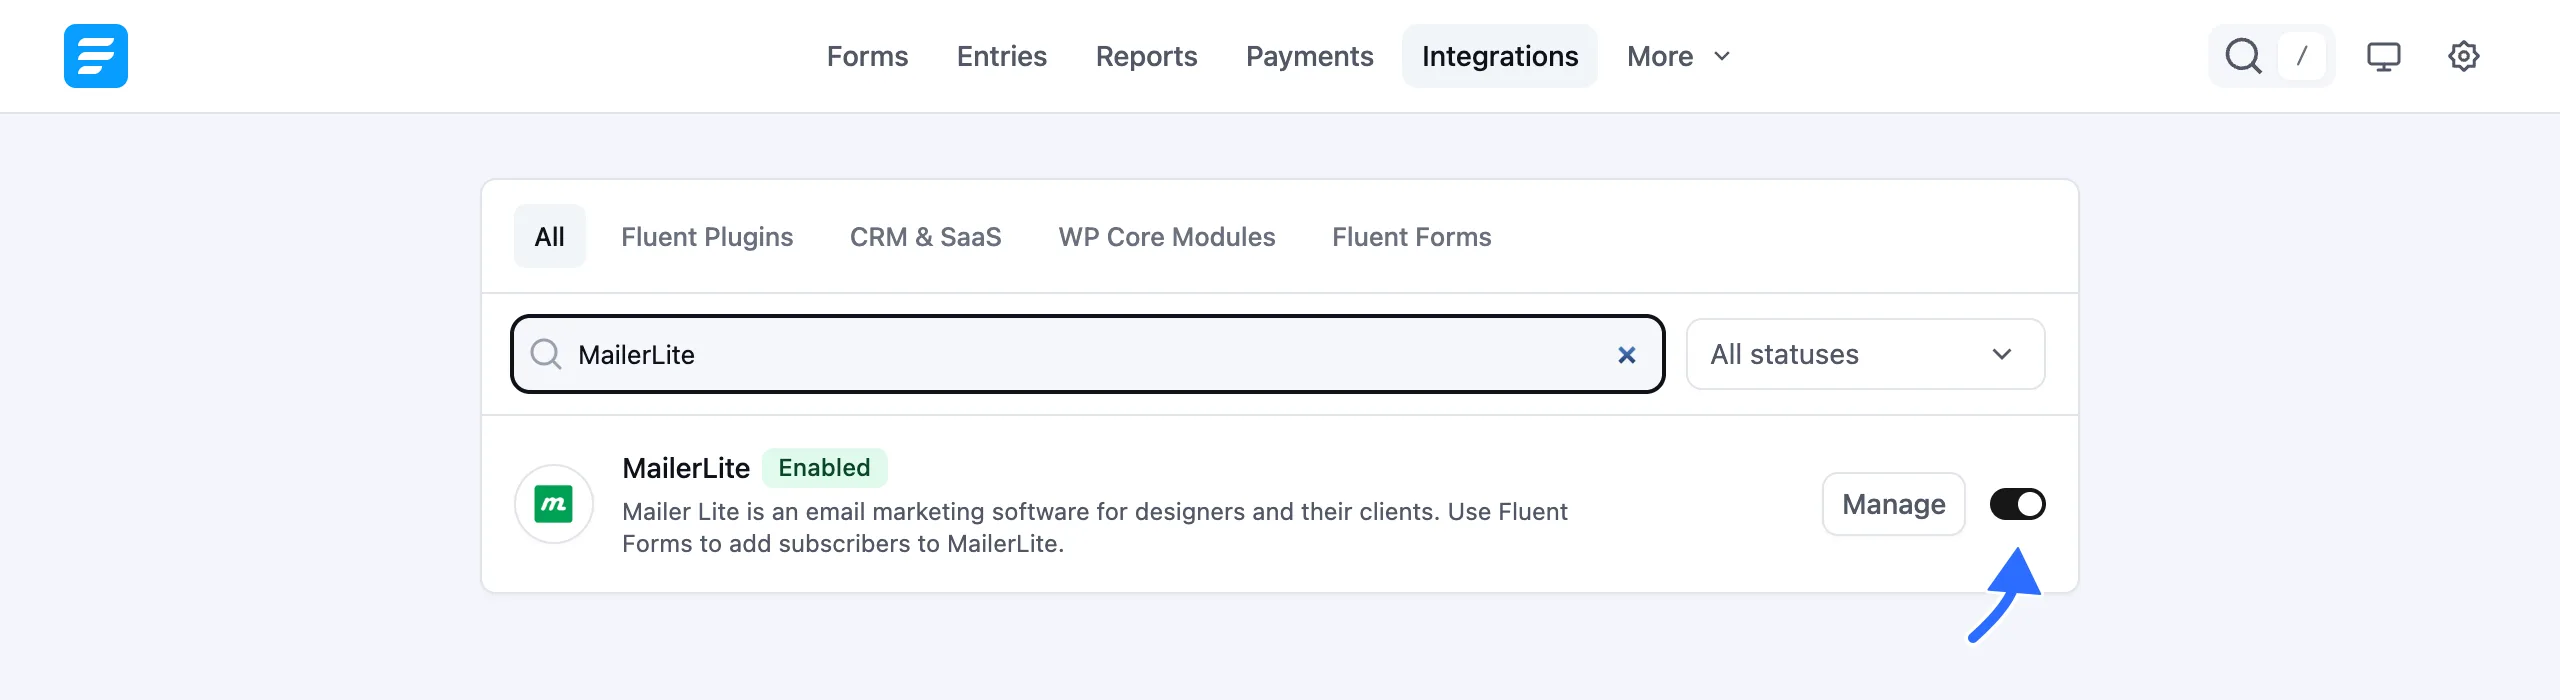 Forms Entries Reports Payments Integrations More /
All Fluent Plugins CRM & SaaS WP Core Modules Fluent Forms
MailerLite All statuses
MailerLite Enabled
Mailer Lite is an email marketing software for designers and their clients. Use Fluent
Forms to add subscribers to MailerLite.
Manage